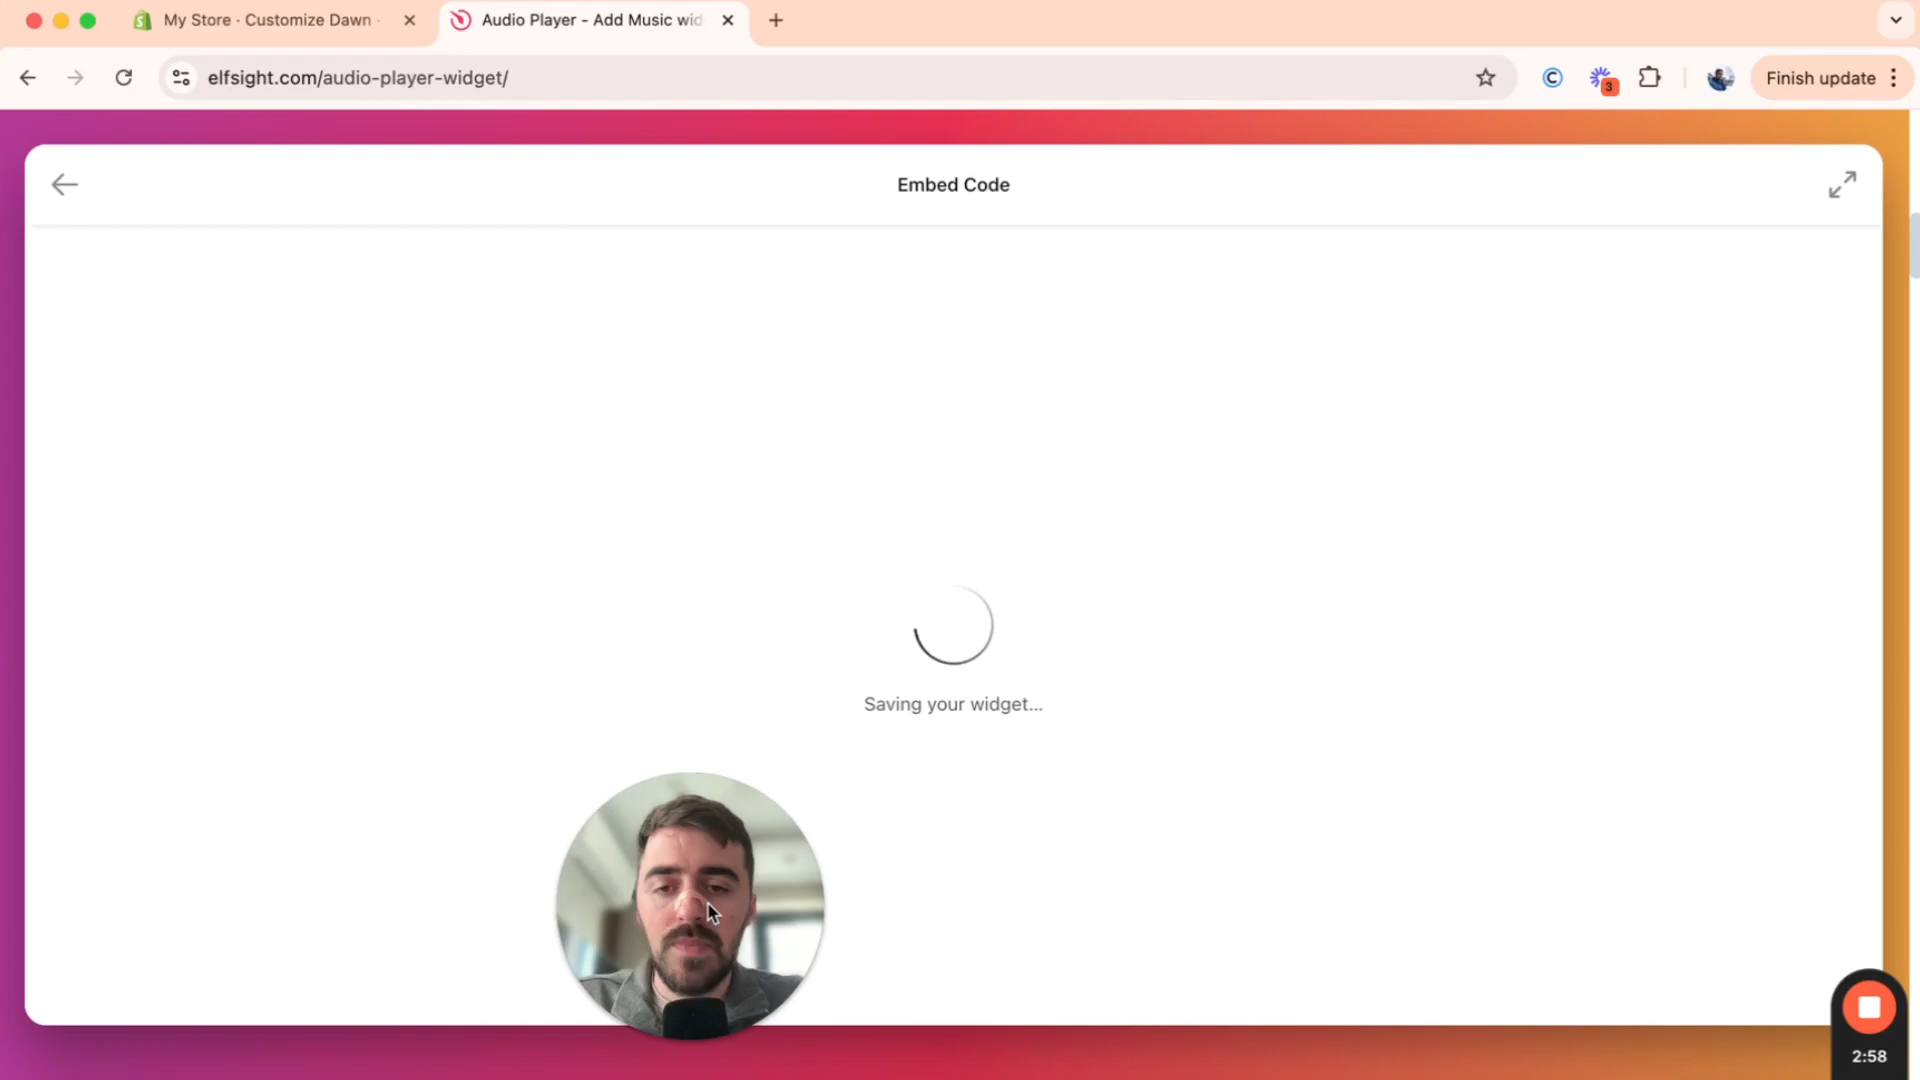 My Store · Customize Dawn ·
Audio Player - Add Music wid
elfsight.com/audio-player-widget/
3
Finish update
Embed Code
Saving your widget...
2:58